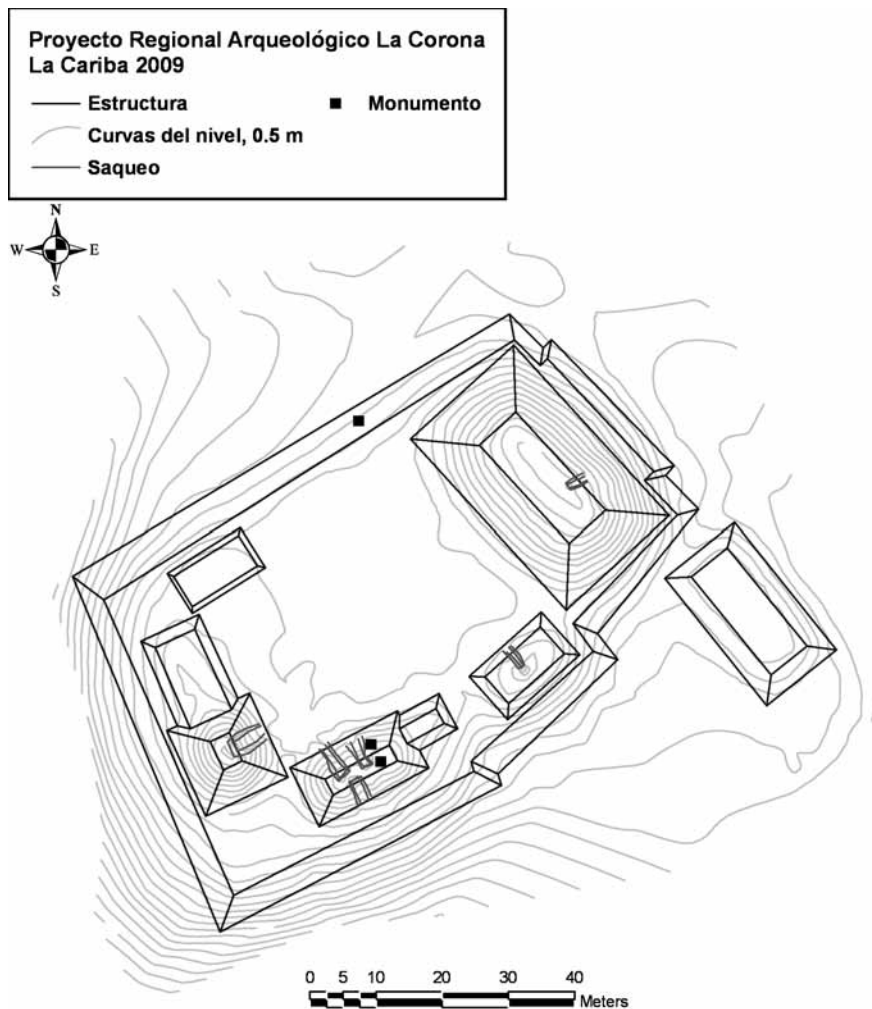 Proyecto Regional Arqueológico La Corona
La Cariba 2009
Estructura
Monumento
Curvas del nivel, 0.5 m
Saqueo
N
W E
S
0 5 10 20 30 40
Meters